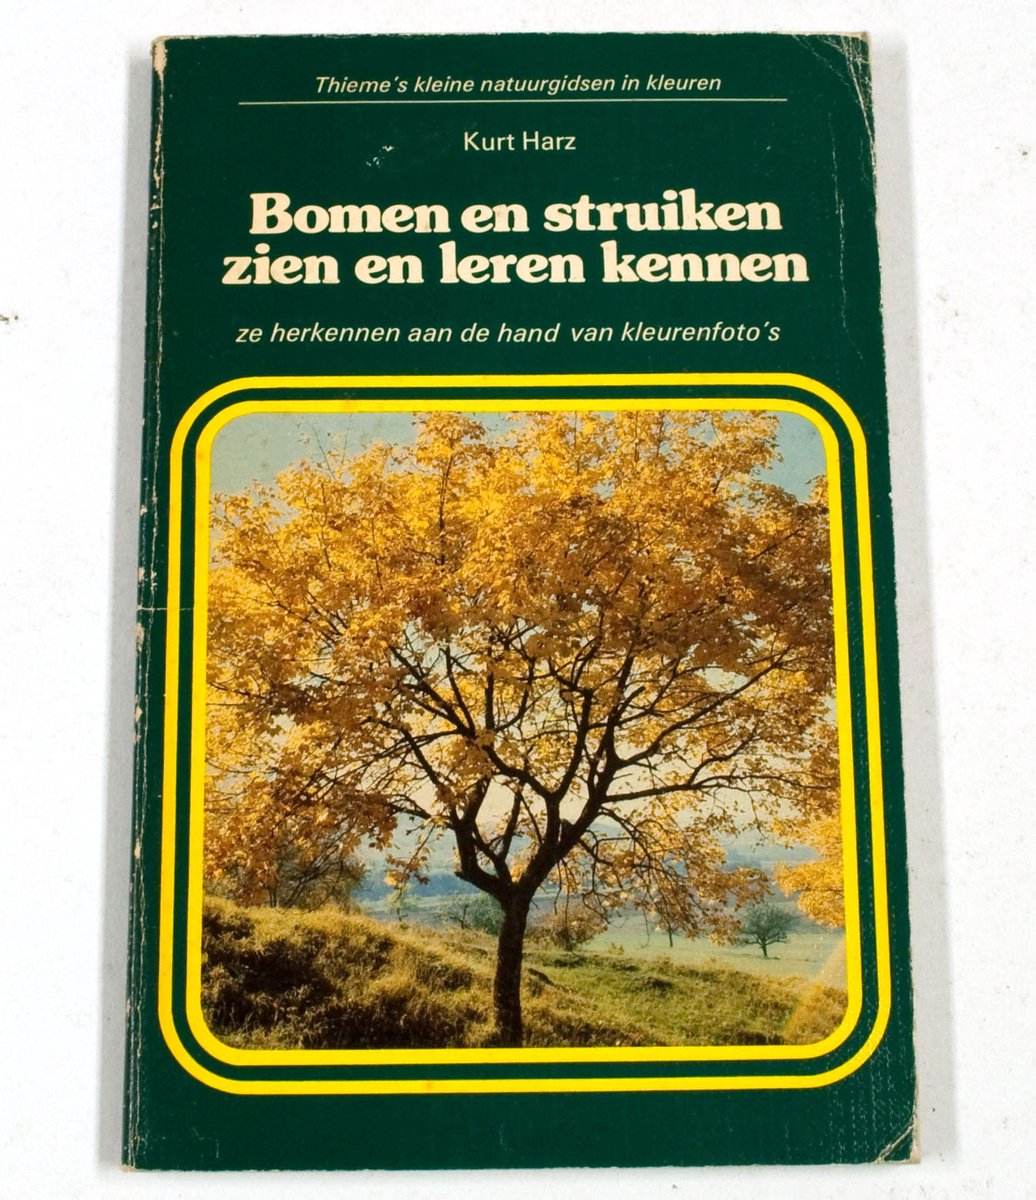 Thieme's kleine natuurgidsen in kleuren
Kurt Harz
Bomen en struiken
zien en leren kennen
ze herkennen aan de hand van kleurenfoto's